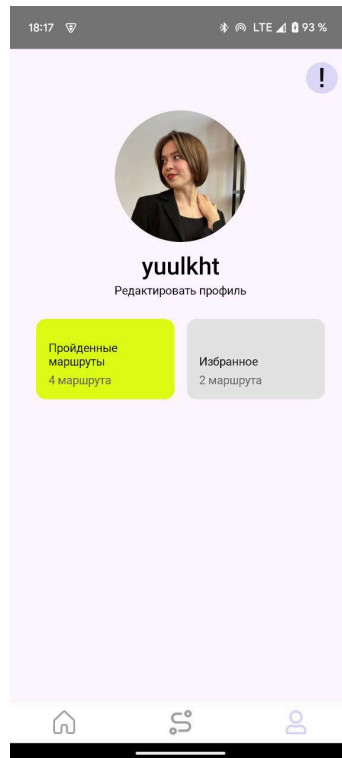 18:17 LTE 93 %
!
yuulkht
Редактировать профиль
Пройденные
маршруты
4 маршрута
Избранное
2 маршрута